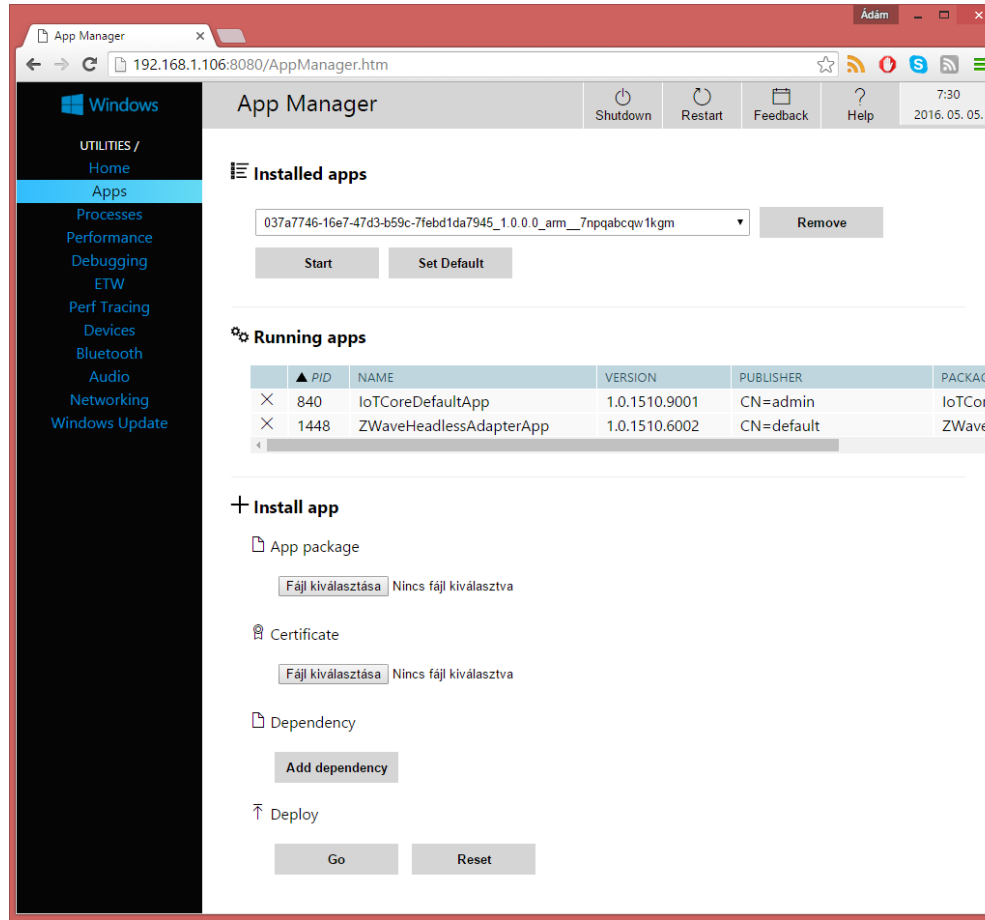 Ádám
App Manager
192.168.1.106:8080/AppManager.htm
Windows
App Manager
Shutdown
Restart
Feedback
Help
7:30
2016. 05. 05.
UTILITIES /
Home
Apps
Processes
Performance
Debugging
ETW
Perf Tracing
Devices
Bluetooth
Audio
Networking
Windows Update
Installed apps
037a7746-16e7-47d3-b59c-7febd1da7945_1.0.0.0_arm__7npqabcqw1kgm
Remove
Start Set Default
Running apps
PID NAME VERSION PUBLISHER PACKAG
840 IoTCoreDefaultApp 1.0.1510.9001 CN=admin IoTCor
1448 ZWaveHeadlessAdapterApp 1.0.1510.6002 CN=default ZWave
Install app
App package
Fájl kiválasztása Nincs fájl kiválasztva
Certificate
Fájl kiválasztása Nincs fájl kiválasztva
Dependency
Add dependency
Deploy
Go Reset